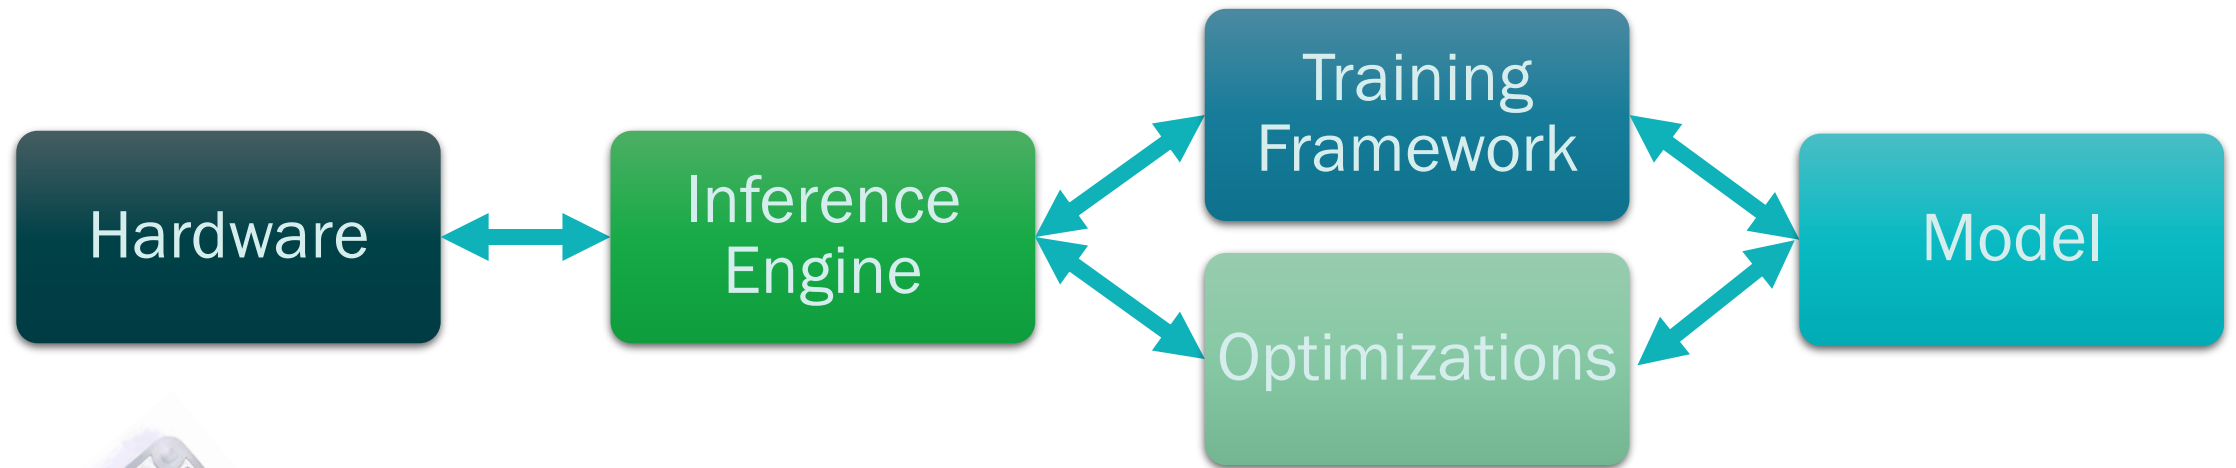 Hardware
Inference
Engine
Training
Framework
Optimizations
Model